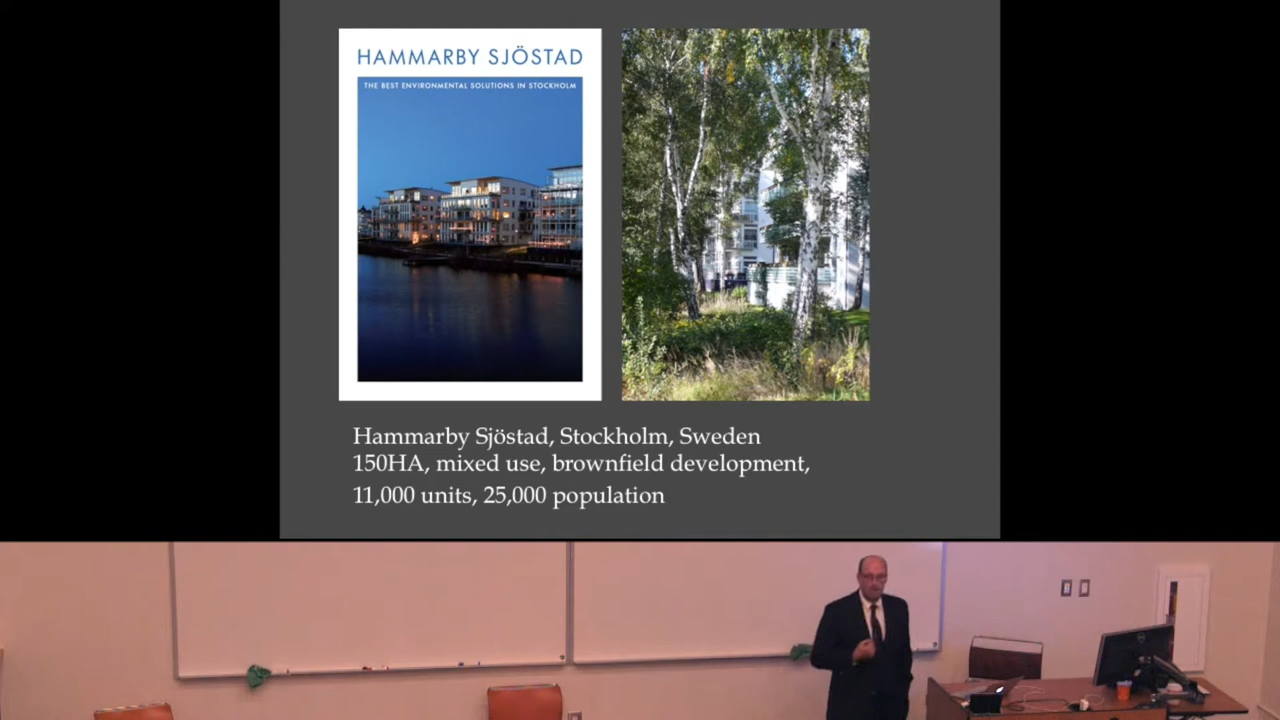 HAMMARBY SJÖSTAD
THE BEST ENVIRONMENTAL SOLUTIONS IN STOCKHOLM
Hammarby Sjöstad, Stockholm, Sweden
150HA, mixed use, brownfield development,
11,000 units, 25,000 population